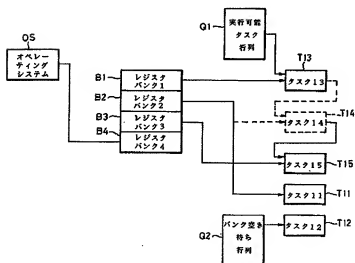 Q1
実行可能
タスク
行列
OS
オペレー
ティング
システム
T13
タスク13
B1
レジスタ
バンク1
B2
レジスタ
バンク2
B3
レジスタ
バンク3
B4
レジスタ
バンク4
T14
タスク14
T15
タスク15
T11
タスク11
Q2
バンク空き
待ち
行列
T12
タスク12